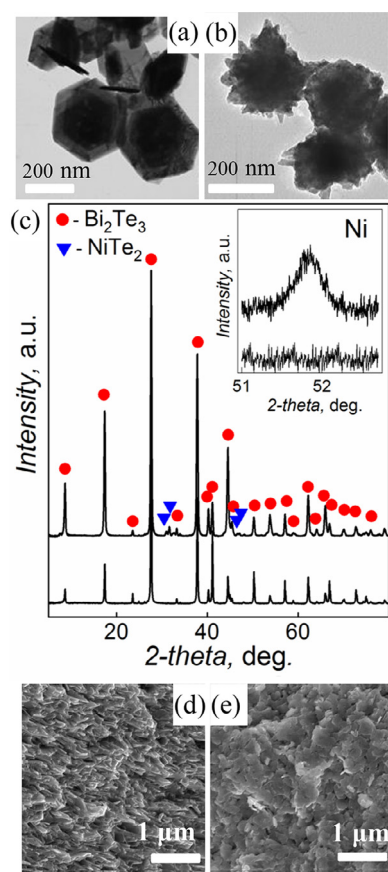 (a) (b)
200 nm 200 nm
(c)
- Bi₂Te₃
- NiTe₂
Ni
Intensity, a.u.
51 52
2-theta, deg.
Intensity, a.u.
20 40 60
2-theta, deg.
(d) (e)
1 µm 1 µm